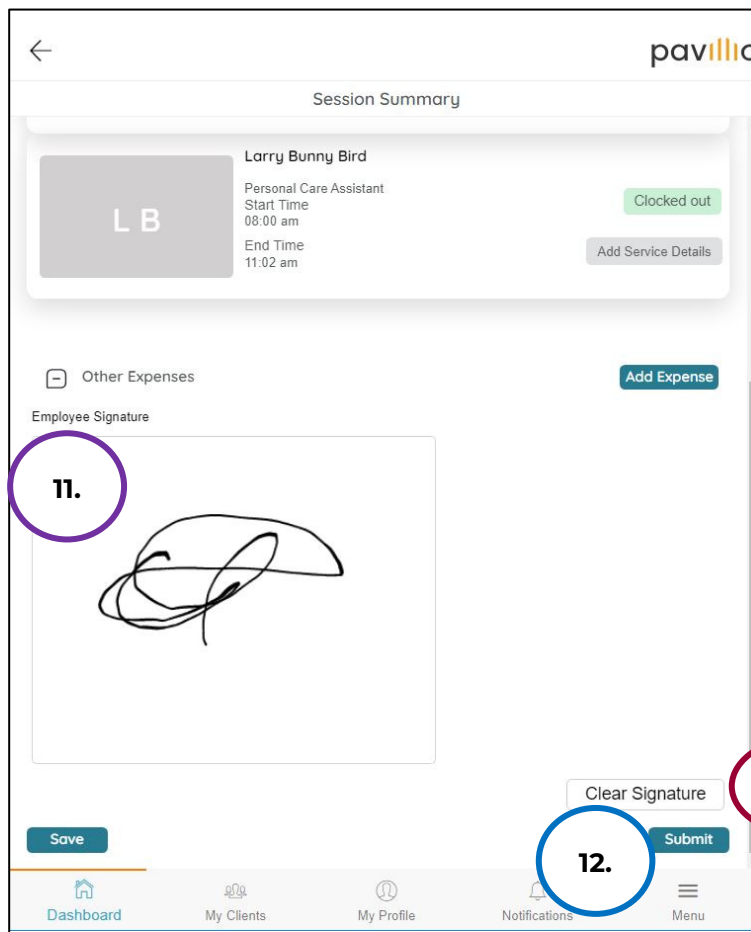 pavillio
Session Summary
Larry Bunny Bird
L B
Personal Care Assistant
Start Time
08:00 am
Clocked out
End Time
11:02 am
Add Service Details
Other Expenses
Add Expense
Employee Signature
11.
Clear Signature
Save
12.
Submit
Dashboard
My Clients
My Profile
Notifications
Menu